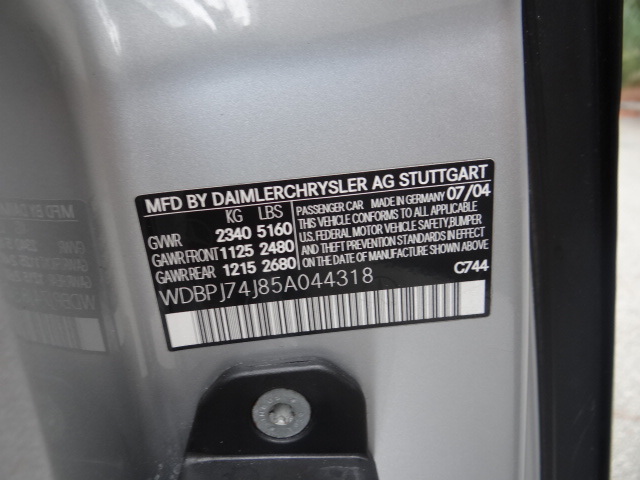 MFD BY DAIMLERCHRYSLER AG STUTTGART
KG LBS
GVWR 2340 5160
GAWR FRONT 1125 2480
GAWR REAR 1215 2680
PASSENGER CAR MADE IN GERMANY 07/04
THIS VEHICLE CONFORMS TO ALL APPLICABLE
U.S. FEDERAL MOTOR VEHICLE SAFETY, BUMPER
AND THEFT PREVENTION STANDARDS IN EFFECT
ON THE DATE OF MANUFACTURE SHOWN ABOVE
C744
WDBPJ74J85A044318